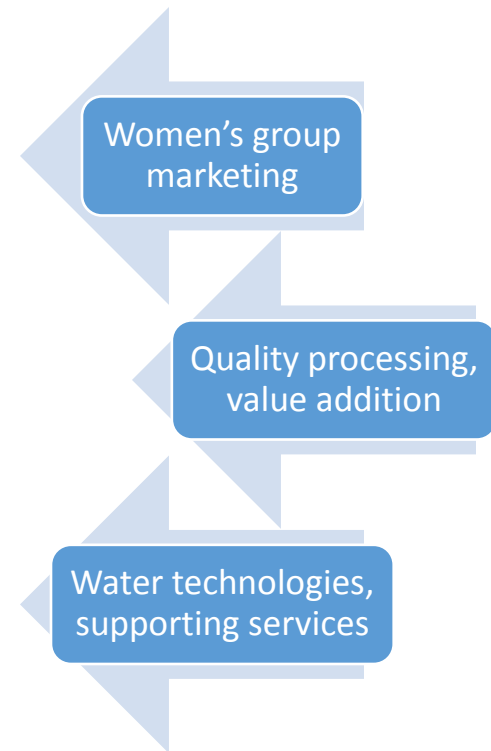 Women’s group
marketing
Quality processing,
value addition
Water technologies,
supporting services